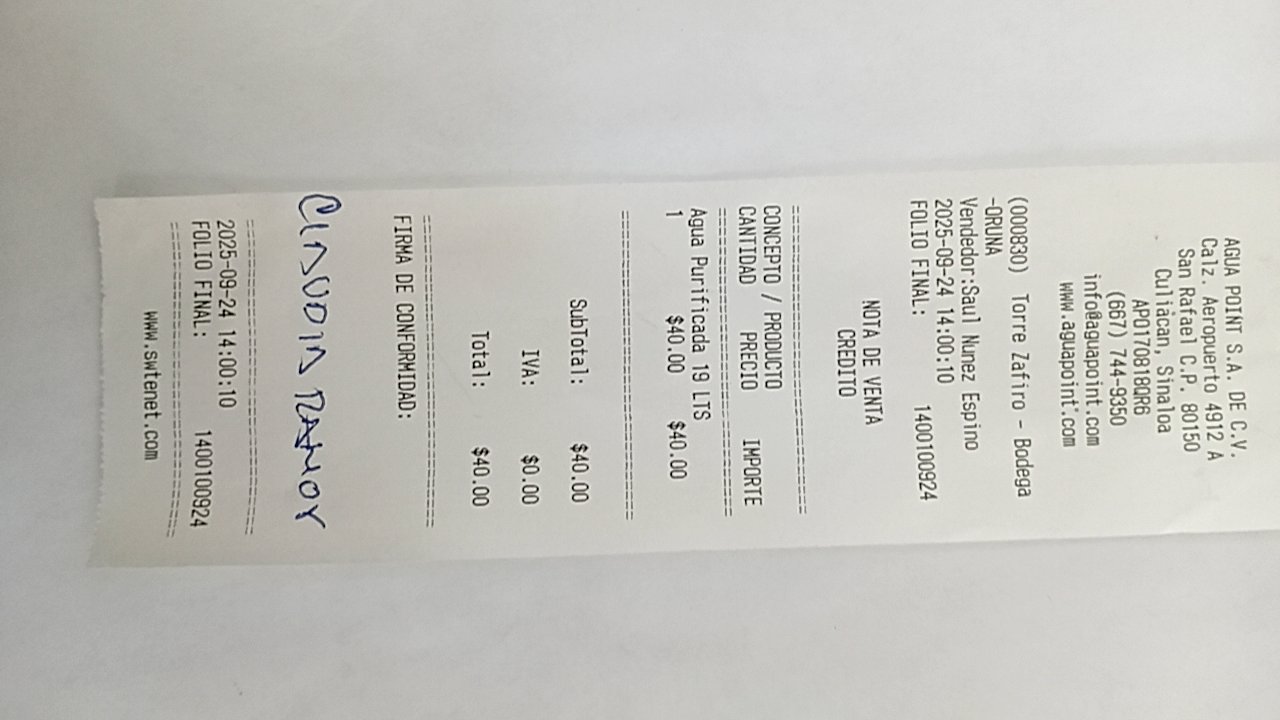 AGUA POINT S.A. DE C.V.
Calz. Aeropuerto 4912 A
San Rafael C.P. 80150
Culiacan, Sinaloa
APO170818QR6
(667) 744-9350
info@aguapoint.com
www.aguapoint.com
(000830) Torre Zafiro - Bodega
-ORUNA
Vendedor:Saul Nunez Espino
2025-09-24 14:00:10
FOLIO FINAL: 1400100924
NOTA DE VENTA
CREDITO
CONCEPTO / PRODUCTO
CANTIDAD PRECIO IMPORTE
Agua Purificada 19 LTS
1 $40.00 $40.00
SubTotal: $40.00
IVA: $0.00
Total: $40.00
FIRMA DE CONFORMIDAD:
2025-09-24 14:00:10
FOLIO FINAL: 1400100924
www.swtenet.com